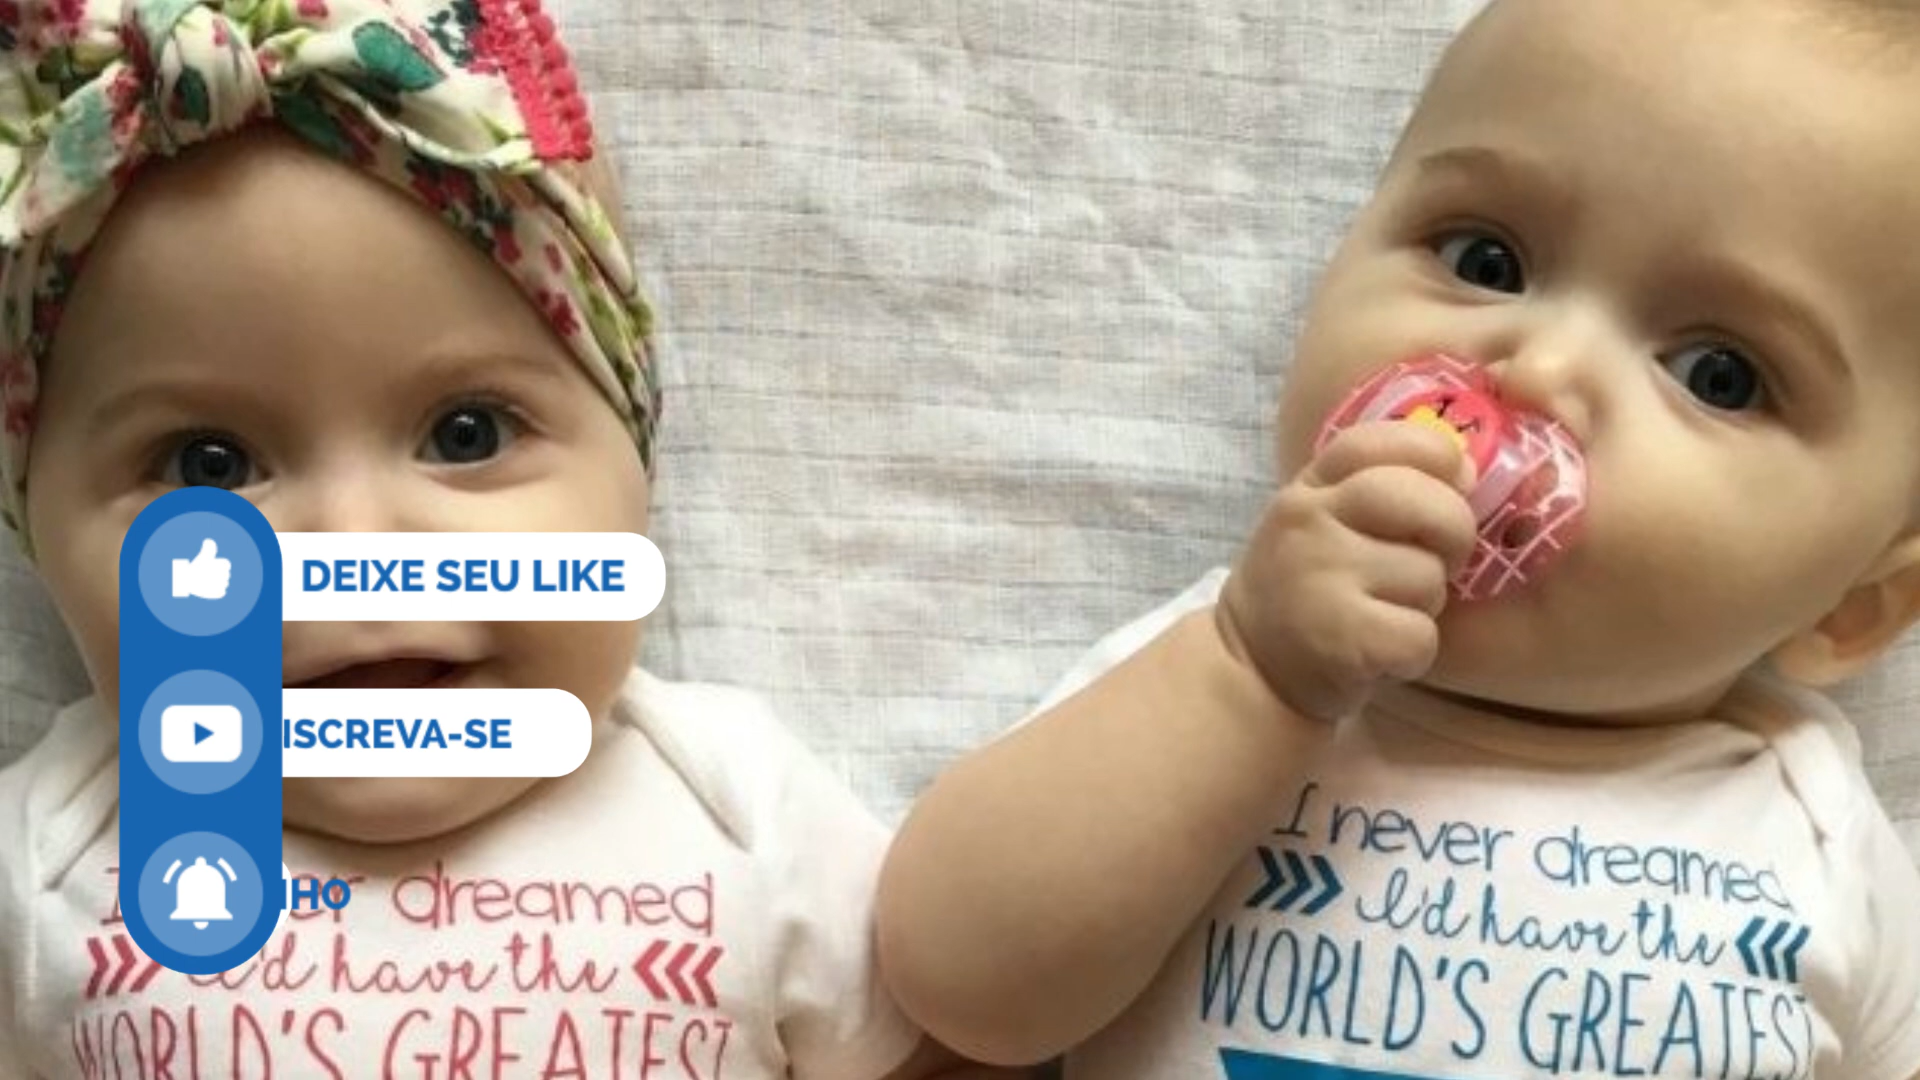 DEIXE SEU LIKE
ISCREVA-SE
dreamed
I'd have the
WORLD'S GREATEST
I never dreamed
I'd have the
WORLD'S GREATEST